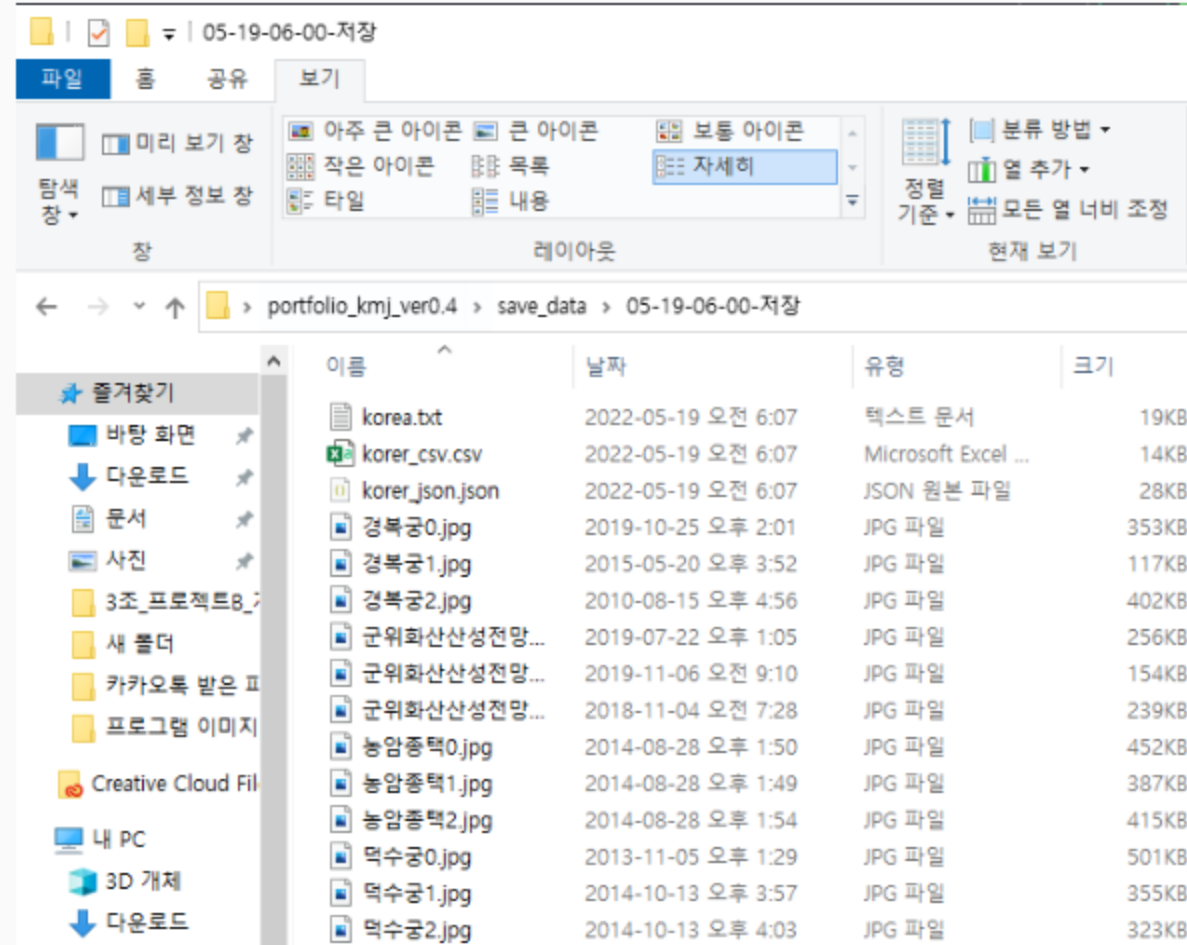 05-19-06-00-저장
파일 홈 공유 보기
아주 큰 아이콘 큰 아이콘 보통 아이콘
작은 아이콘 목록 자세히
타일 내용
탐색 창
미리 보기 창
세부 정보 창
정렬 기준
분류 방법
열 추가
모든 열 너비 조정
창 레이아웃 현재 보기
portfolio_kmj_ver0.4 > save_data > 05-19-06-00-저장
즐겨찾기
바탕 화면
다운로드
문서
사진
3조_프로젝트B_
새 폴더
카카오톡 받은
프로그램 이미지
Creative Cloud Fil
내 PC
3D 개체
다운로드
이름 날짜 유형 크기
korea.txt 2022-05-19 오전 6:07 텍스트 문서 19KB
korer_csv.csv 2022-05-19 오전 6:07 Microsoft Excel ... 14KB
korer_json.json 2022-05-19 오전 6:07 JSON 원본 파일 28KB
경복궁0.jpg 2019-10-25 오후 2:01 JPG 파일 353KB
경복궁1.jpg 2015-05-20 오후 3:52 JPG 파일 117KB
경복궁2.jpg 2010-08-15 오후 4:56 JPG 파일 402KB
군위화산산성전망... 2019-07-22 오후 1:05 JPG 파일 256KB
군위화산산성전망... 2019-11-06 오전 9:10 JPG 파일 154KB
군위화산산성전망... 2018-11-04 오전 7:28 JPG 파일 239KB
농암종택0.jpg 2014-08-28 오후 1:50 JPG 파일 452KB
농암종택1.jpg 2014-08-28 오후 1:49 JPG 파일 387KB
농암종택2.jpg 2014-08-28 오후 1:54 JPG 파일 415KB
덕수궁0.jpg 2013-11-05 오후 1:29 JPG 파일 501KB
덕수궁1.jpg 2014-10-13 오후 3:57 JPG 파일 355KB
덕수궁2.jpg 2014-10-13 오후 4:03 JPG 파일 323KB